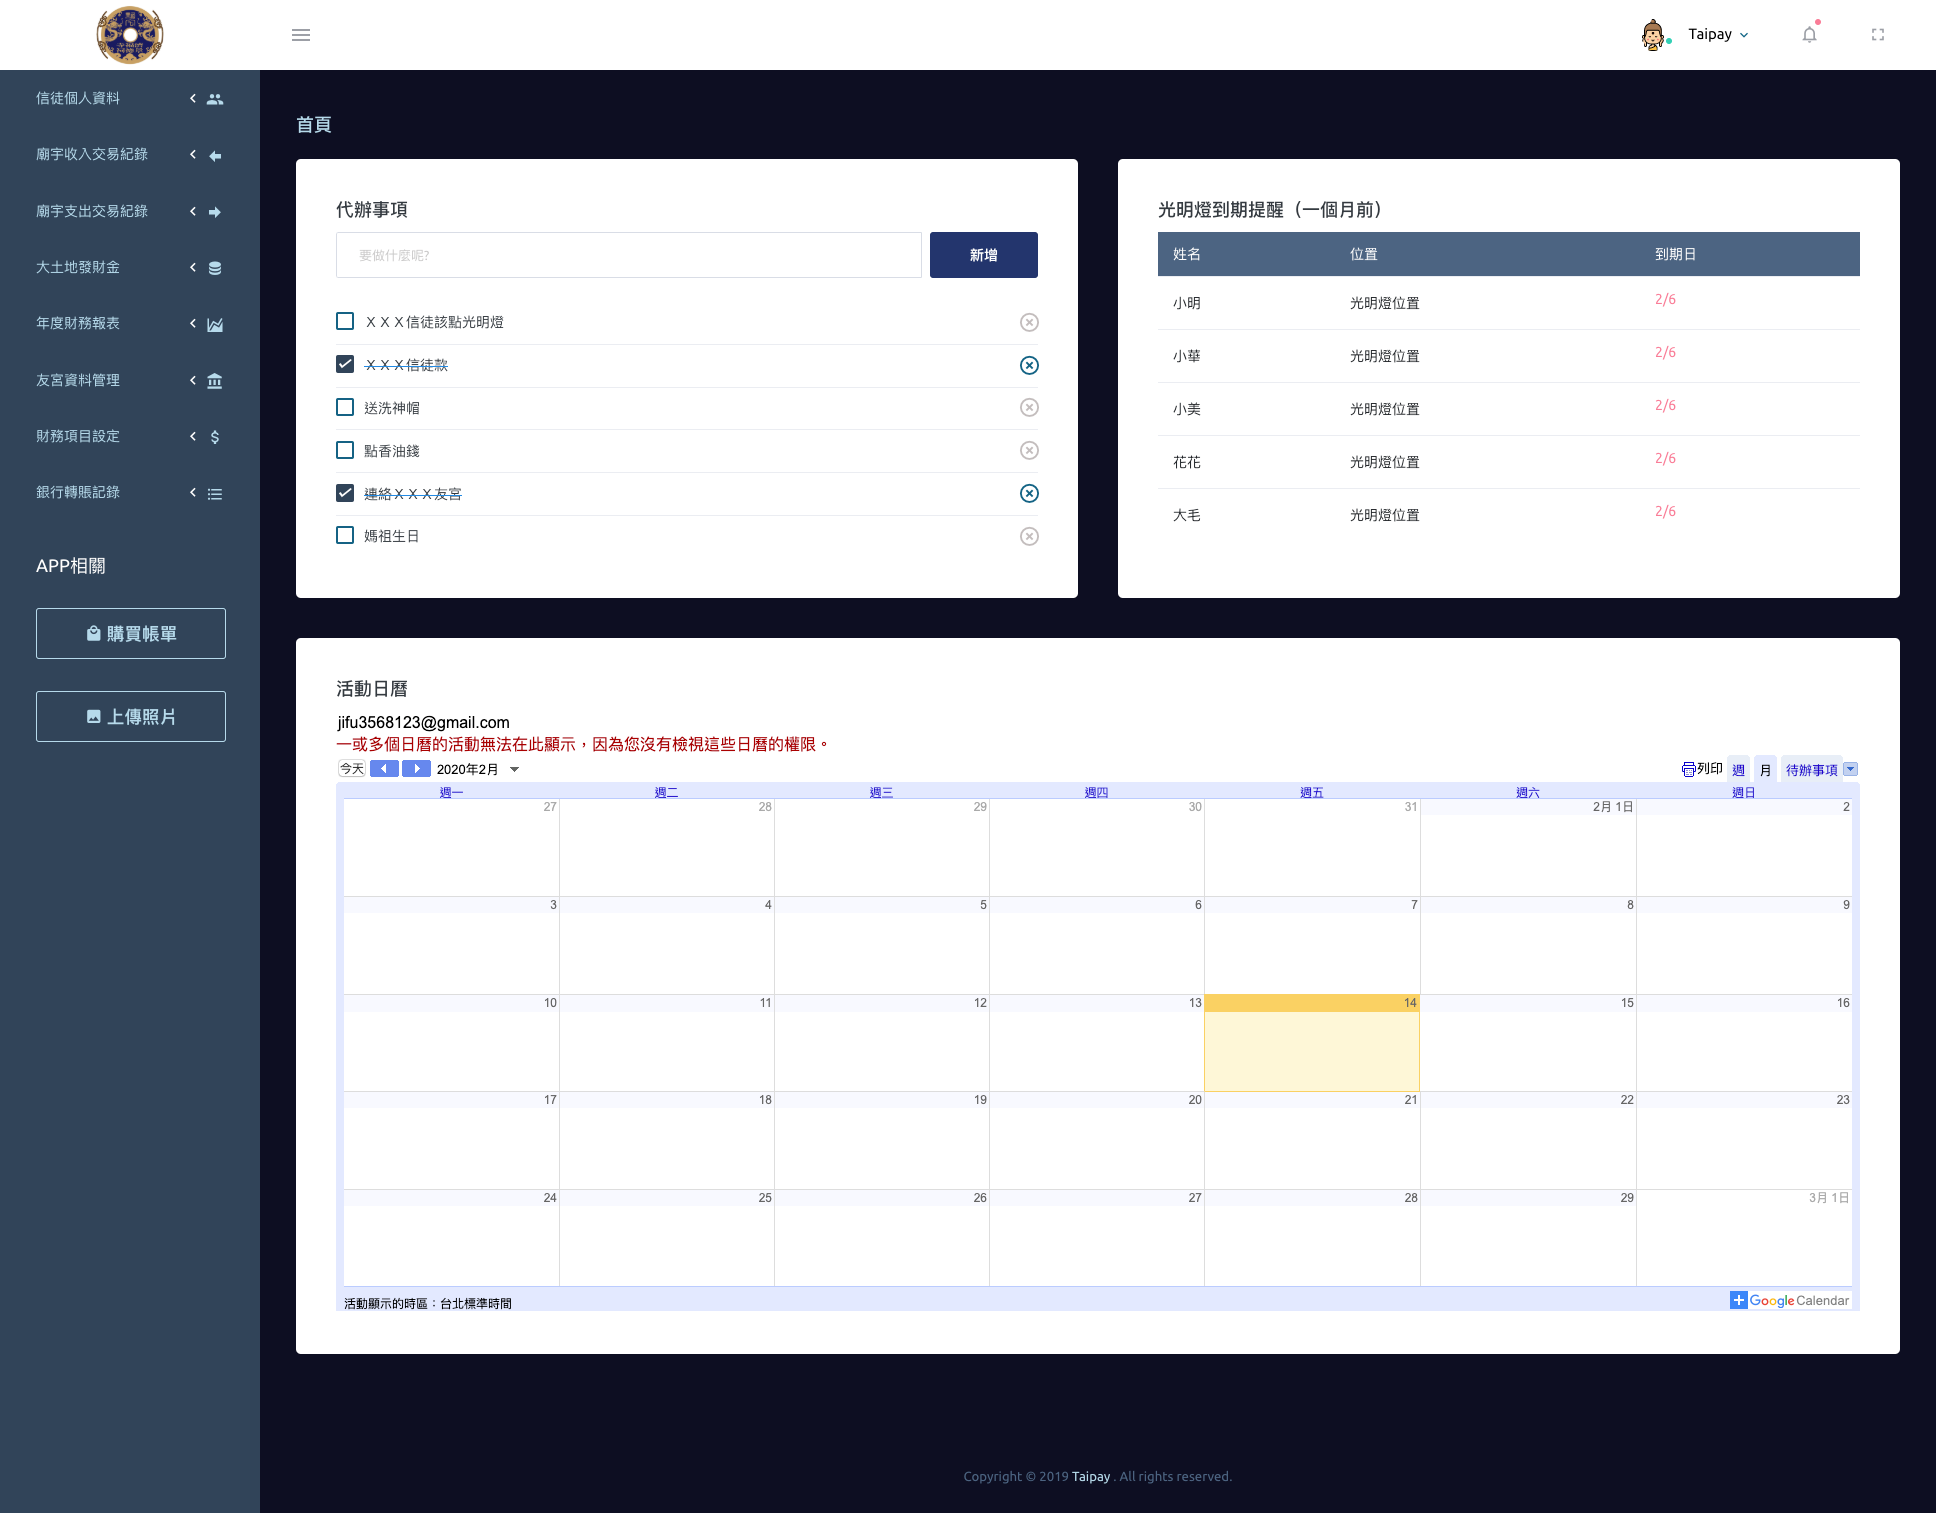 Taipay
信徒個人資料
廟宇收入交易紀錄
廟宇支出交易紀錄
大土地發財金
年度財務報表
友宮資料管理
財務項目設定
銀行轉賬記錄
APP相關
購買帳單
上傳照片
首頁
代辦事項
要做什麼呢?
新增
ＸＸＸ信徒該點光明燈
ＸＸＸ信徒款
送洗神帽
點香油錢
連絡ＸＸＸ友宮
媽祖生日
光明燈到期提醒（一個月前）
姓名 位置 到期日
小明 光明燈位置 2/6
小華 光明燈位置 2/6
小美 光明燈位置 2/6
花花 光明燈位置 2/6
大毛 光明燈位置 2/6
活動日曆
jifu3568123@gmail.com
一或多個日曆的活動無法在此顯示，因為您沒有檢視這些日曆的權限。
今天 2020年2月 列印 週 月 待辦事項
週一 週二 週三 週四 週五 週六 週日
27 28 29 30 31 2月 1日 2
3 4 5 6 7 8 9
10 11 12 13 14 15 16
17 18 19 20 21 22 23
24 25 26 27 28 29 3月 1日
活動顯示的時區：台北標準時間
Google Calendar
Copyright © 2019 Taipay . All rights reserved.